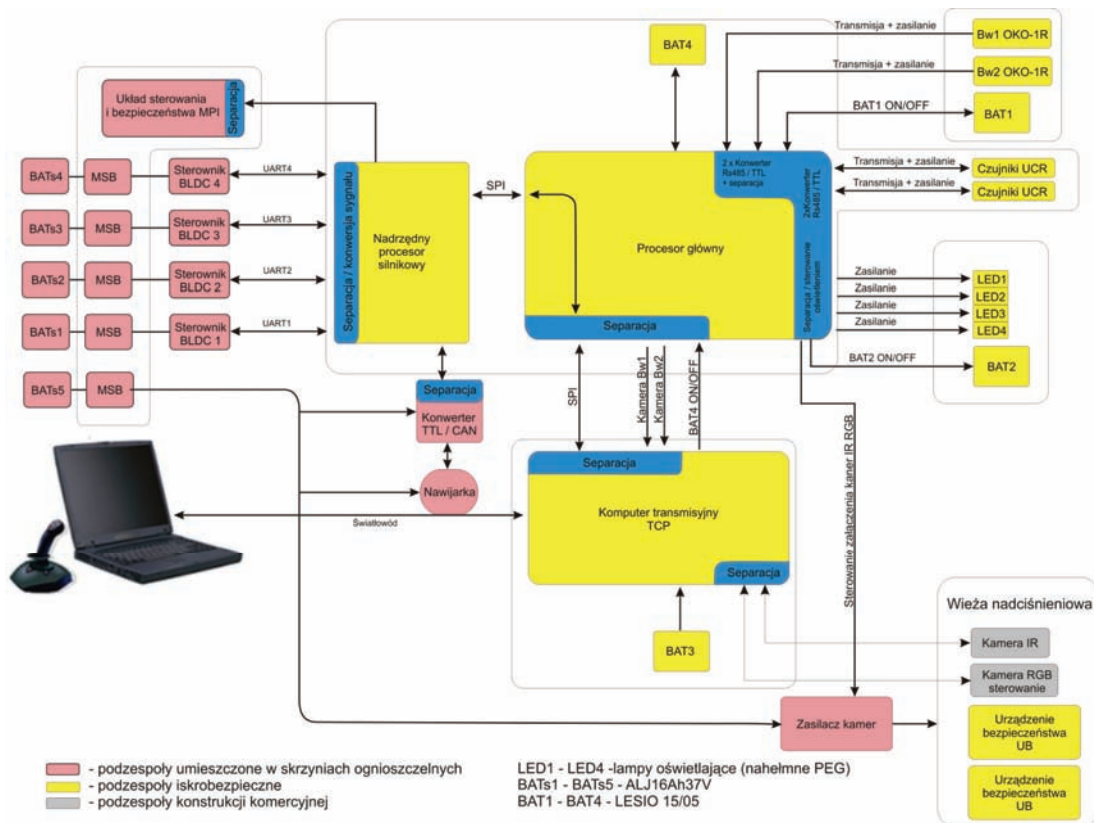 BAT4
Transmisja + zasilanie
Bw1 OKO-1R
Transmisja + zasilanie
Bw2 OKO-1R
BAT1 ON/OFF
BAT1
Układ sterowania
i bezpieczeństwa MPI
Separacja
BATs4
MSB
Sterownik
BLDC 4
UART4
BATs3
MSB
Sterownik
BLDC 3
UART3
BATs2
MSB
Sterownik
BLDC 2
UART2
BATs1
MSB
Sterownik
BLDC 1
UART1
BATs5
MSB
Separacja / konwersja sygnału
Nadrzędny
procesor
silnikowy
SPI
Procesor główny
2 x Konwerter
Rs485 / TTL
+ separacja
2xKonwerter
Rs485 / TTL
Separacja / sterowanie
oświetleniem
Separacja
Transmisja + zasilanie
Czujniki UCR
Transmisja + zasilanie
Czujniki UCR
Zasilanie
LED1
Zasilanie
LED2
Zasilanie
LED3
Zasilanie
LED4
BAT2 ON/OFF
BAT2
Separacja
Konwerter
TTL / CAN
Nawijarka
Światłowód
SPI
Kamera Bw1
Kamera Bw2
BAT4 ON/OFF
Sterowanie załaczenia kaner IR RGB
Separacja
Komputer transmisyjny
TCP
Separacja
BAT3
Zasilacz kamer
Wieża nadciśnieniowa
Kamera IR
Kamera RGB
sterowanie
Urządzenie
bezpieczeństwa
UB
Urządzenie
bezpieczeństwa
UB
- podzespoły umieszczone w skrzyniach ognioszczelnych
- podzespoły iskrobezpieczne
- podzespoły konstrukcji komercyjnej
LED1 - LED4 -lampy oświetlające (nahełmne PEG)
BATs1 - BATs5 - ALJ16Ah37V
BAT1 - BAT4 - LESIO 15/05